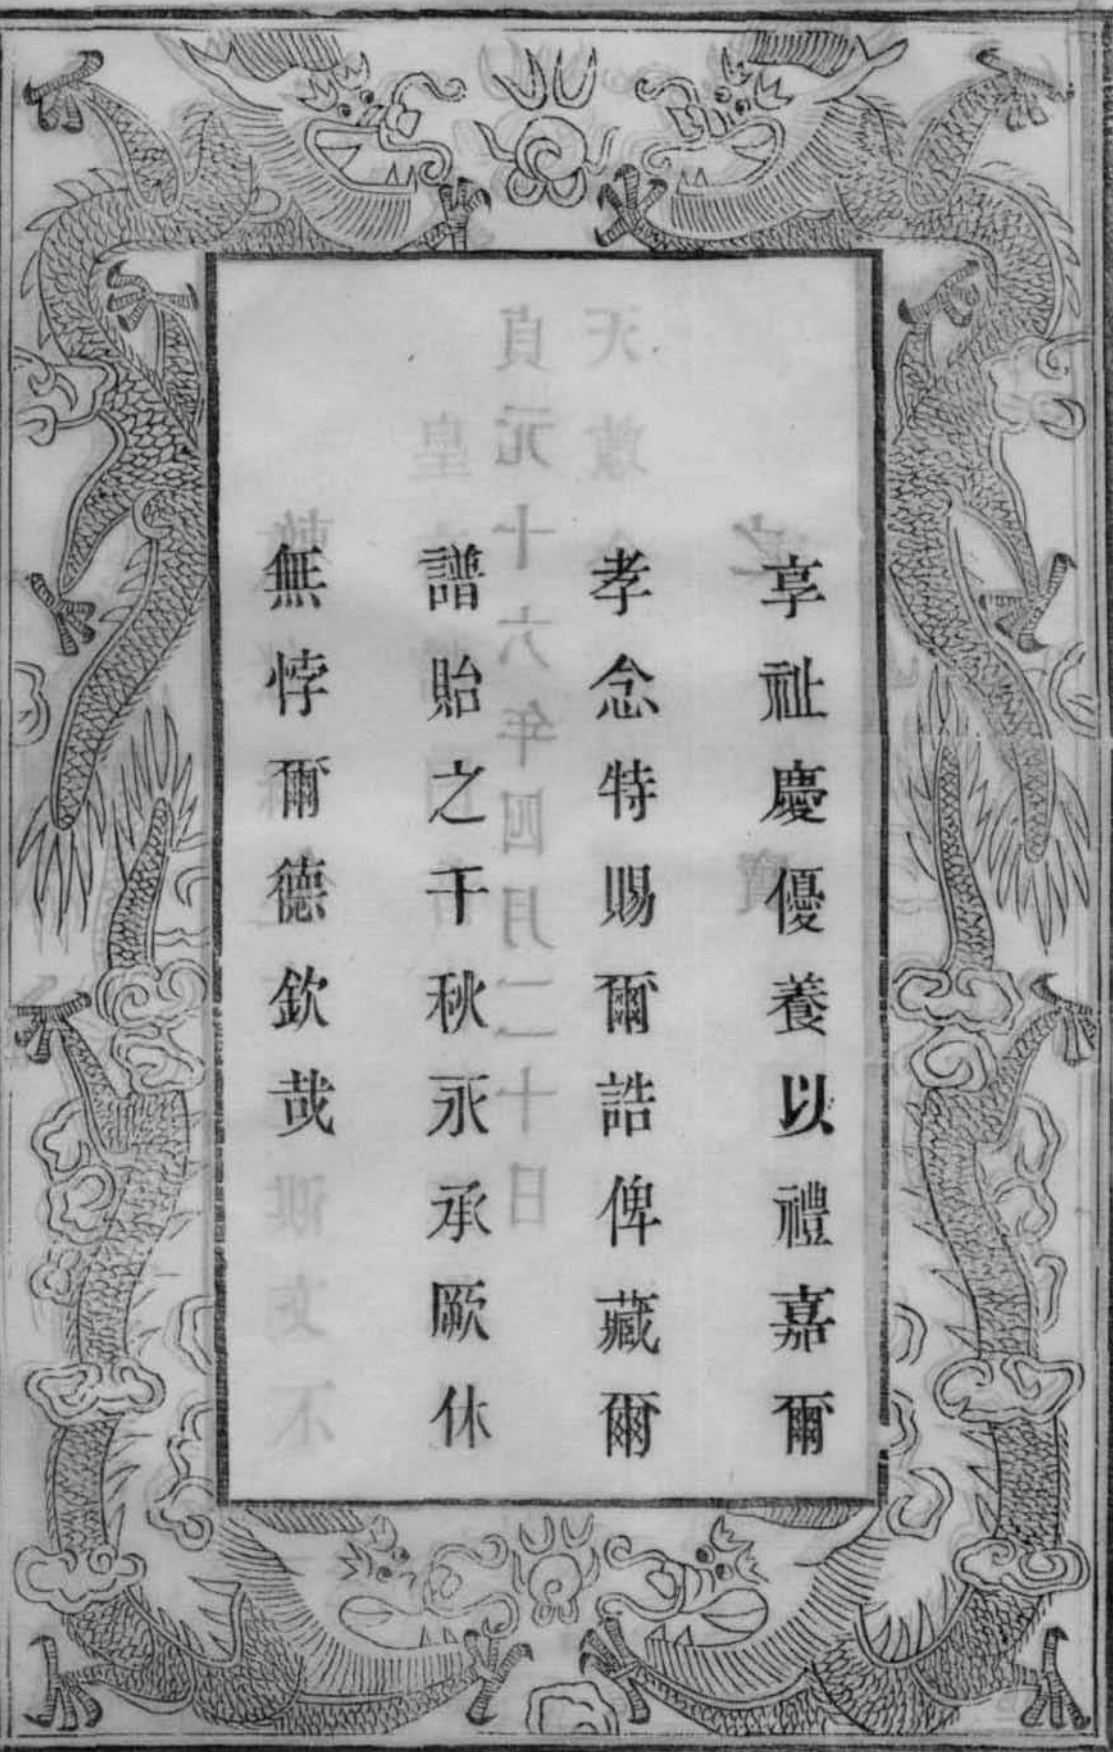 享祉慶優養以禮嘉爾
孝念特賜爾誥俾藏爾
譜貽之千秋永承厥休
無悖爾德欽哉